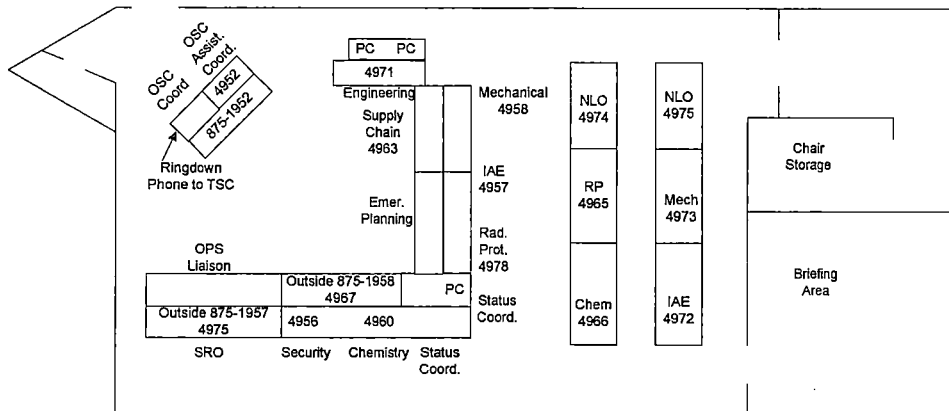 OSC
Coord
OSC
Assist.
Coord.
4952
875-1952
Ringdown
Phone to TSC
PC PC
4971
Engineering
Supply
Chain
4963
Emer.
Planning
Mechanical
4958
IAE
4957
Rad.
Prot.
4978
Status
Coord.
NLO
4974
RP
4965
Chem
4966
NLO
4975
Mech
4973
IAE
4972
Chair
Storage
Briefing
Area
OPS
Liaison
Outside 875-1958
4967
PC
Outside 875-1957
4975
4956
4960
SRO
Security
Chemistry
Status
Coord.